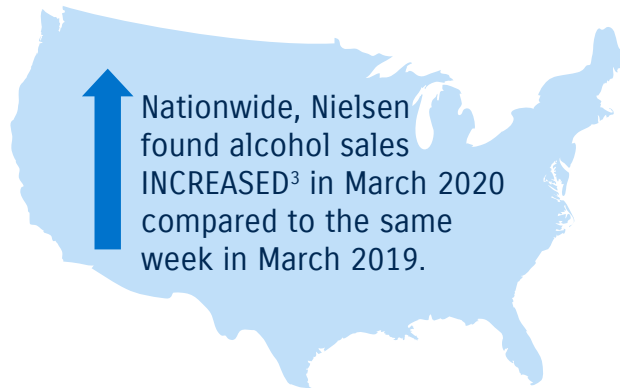 Nationwide, Nielsen
found alcohol sales
INCREASED³ in March 2020
compared to the same
week in March 2019.